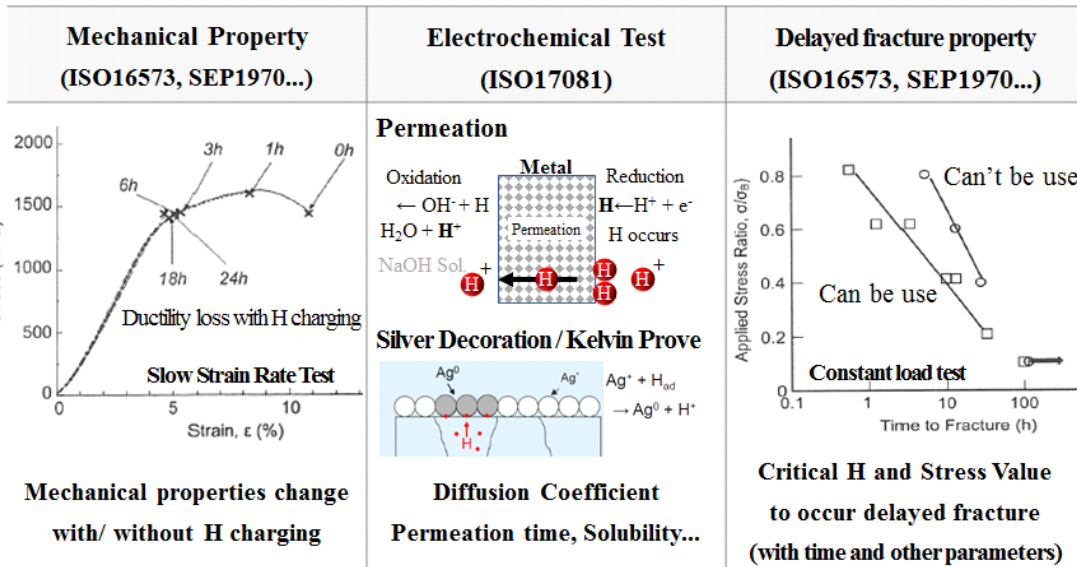 Mechanical Property
(ISO16573, SEP1970...)
2000
1500
1000
500
0
0
5
10
3h
1h
0h
6h
18h
24h
Ductility loss with H charging
Slow Strain Rate Test
Strain, ε (%)
Mechanical properties change
with/ without H charging
Electrochemical Test
(ISO17081)
Permeation
Metal
Oxidation
← OH- + H
H₂O + H⁺
NaOH Sol.
Permeation
Reduction
H←H⁺ + e-
H occurs
H
+
H
H
H
H
+
Silver Decoration / Kelvin Prove
Ag⁰
Ag⁺
Ag⁺ + Had
→ Ag⁰ + H⁺
H
Diffusion Coefficient
Permeation time, Solubility...
Delayed fracture property
(ISO16573, SEP1970...)
Applied Stress Ratio, σ/σB
0.8
0.6
0.4
0.2
0
Can't be use
Can be use
Constant load test
0.1
1
10
100
Time to Fracture (h)
Critical H and Stress Value
to occur delayed fracture
(with time and other parameters)